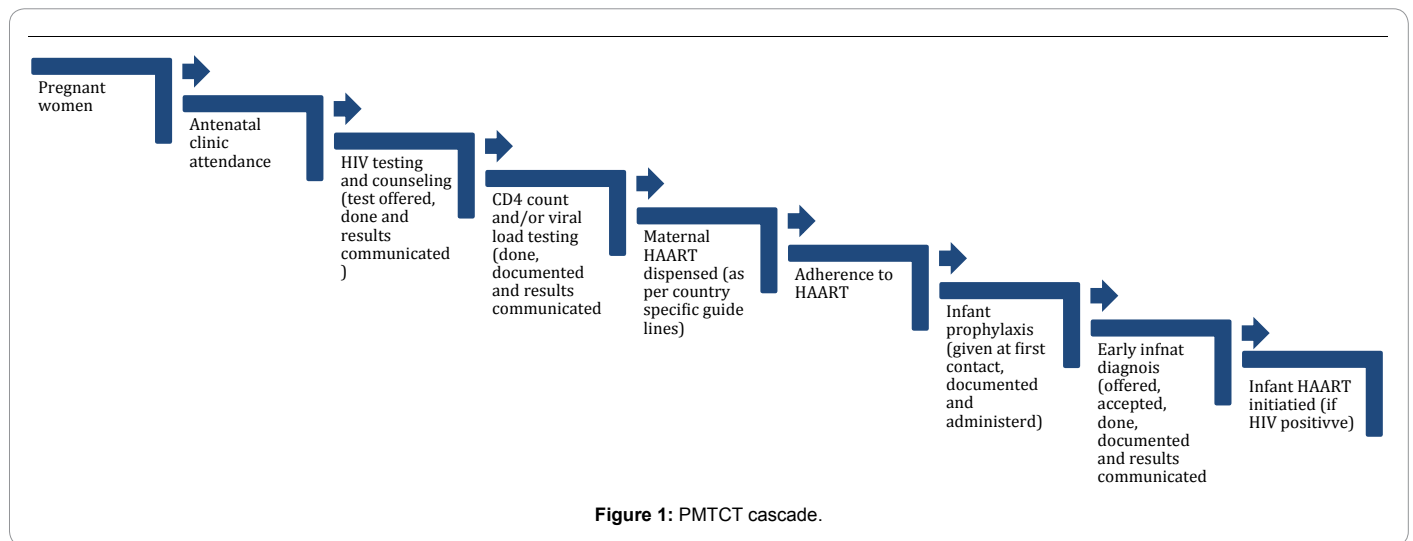 Pregnant
women
Antenatal
clinic
attendance
HIV testing
and counseling
(test offered,
done and
results
communicated
)
CD4 count
and/or viral
load testing
(done,
documented
and results
communicated
Maternal
HAART
dispensed (as
per country
specific guide
lines)
Adherence to
HAART
Infant
prophylaxis
(given at first
contact,
documented
and
administerd)
Early infnat
diagnois
(offered,
accepted,
done,
documented
and results
communicated
Infant HAART
initiatied (if
HIV positivve)
Figure 1: PMTCT cascade.